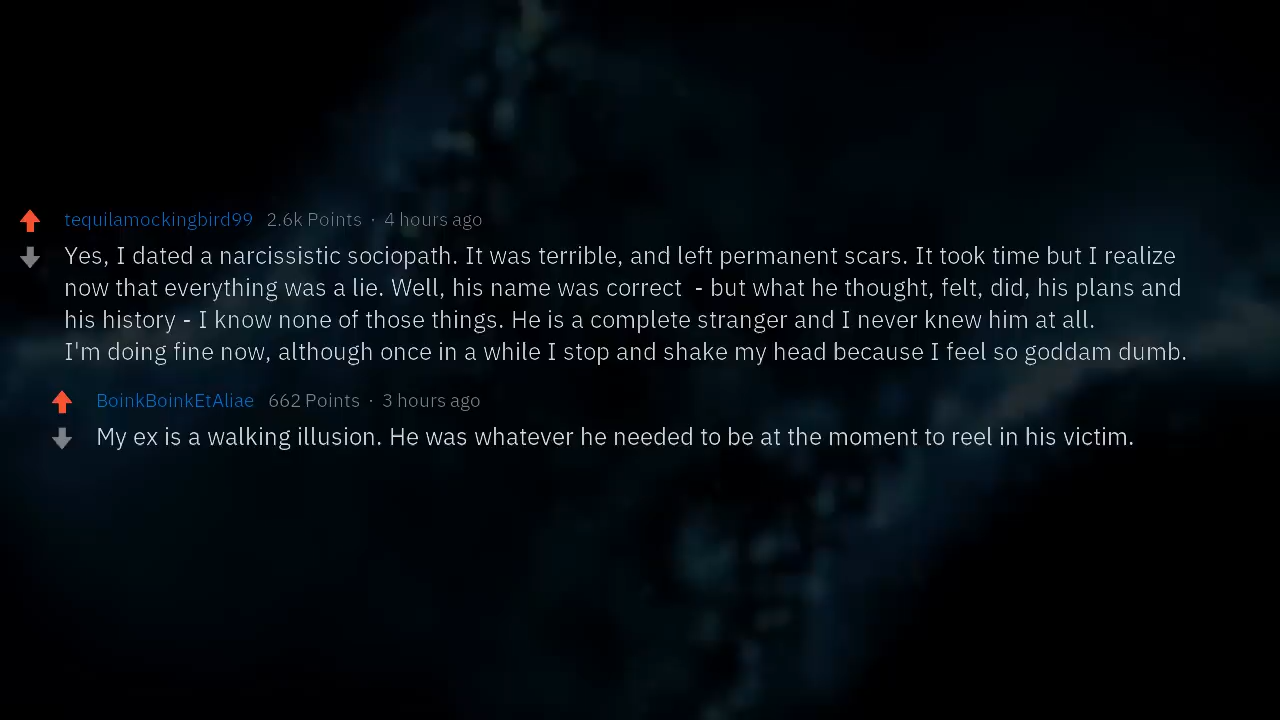 tequilamockingbird99 2.6k Points · 4 hours ago
Yes, I dated a narcissistic sociopath. It was terrible, and left permanent scars. It took time but I realize
now that everything was a lie. Well, his name was correct  - but what he thought, felt, did, his plans and
his history - I know none of those things. He is a complete stranger and I never knew him at all.
I'm doing fine now, although once in a while I stop and shake my head because I feel so goddam dumb.
BoinkBoinkEtAliae 662 Points · 3 hours ago
My ex is a walking illusion. He was whatever he needed to be at the moment to reel in his victim.